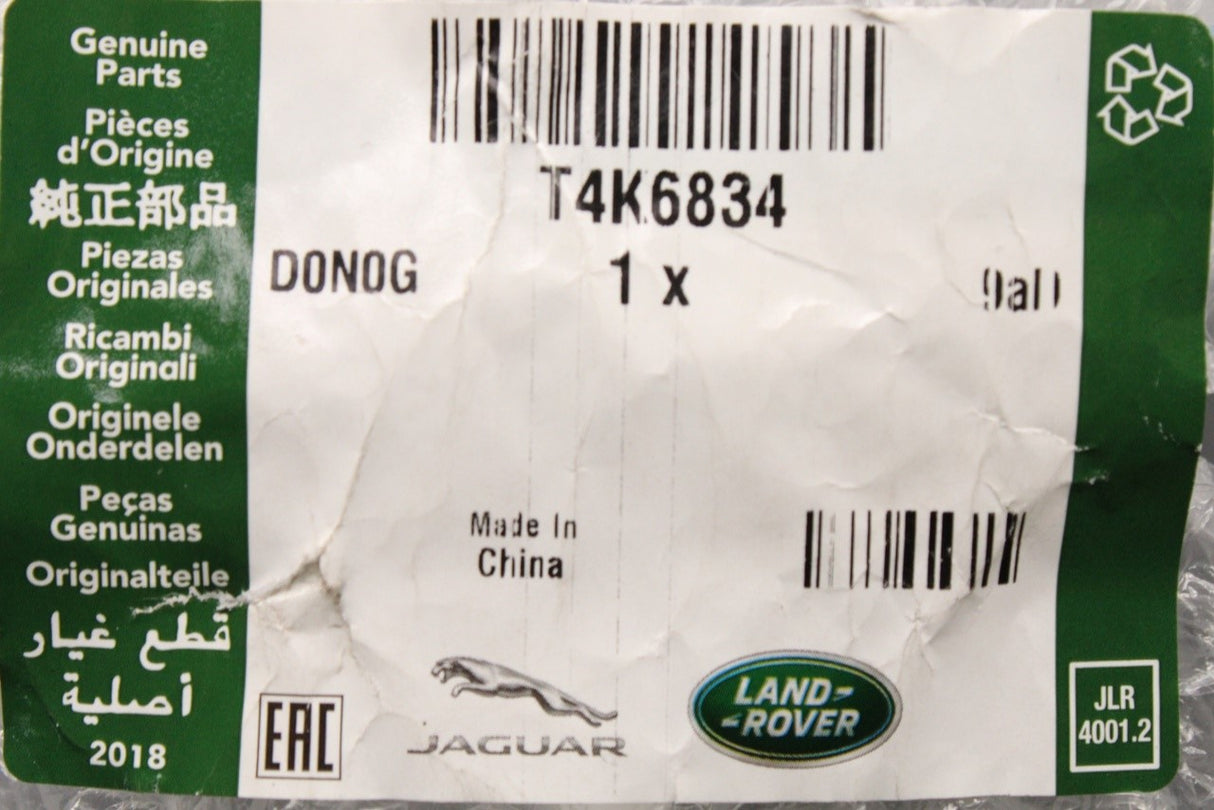 Genuine
Parts
Pièces
d'Origine
純正部品
Piezas
Originales
Ricambi
Originali
Originele
Onderdelen
Peças
Genuinas
Originalteile
قطع غيار
أصلية
2018
T4K6834
DONOG
1 x
Made In
China
EAC
JAGUAR
LAND-
-ROVER
JLR
4001.2